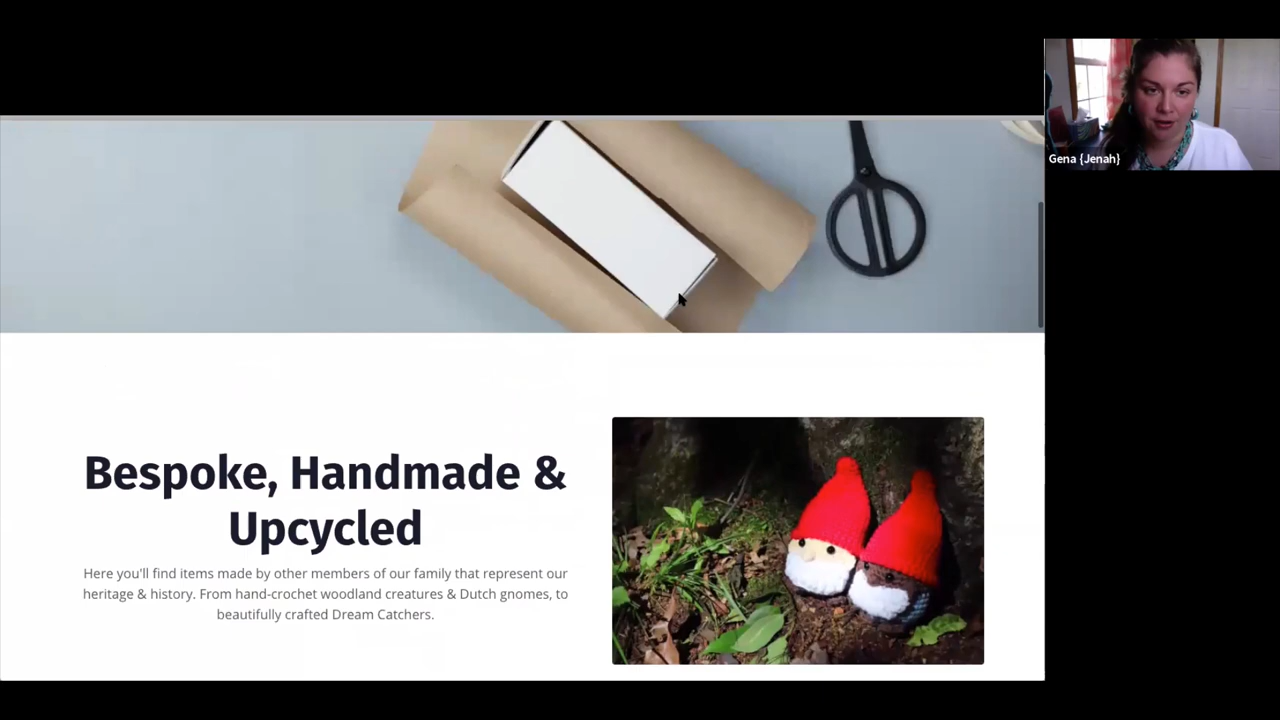 Gena {Jenah}
Bespoke, Handmade &
Upcycled
Here you'll find items made by other members of our family that represent our
heritage & history. From hand-crochet woodland creatures & Dutch gnomes, to
beautifully crafted Dream Catchers.